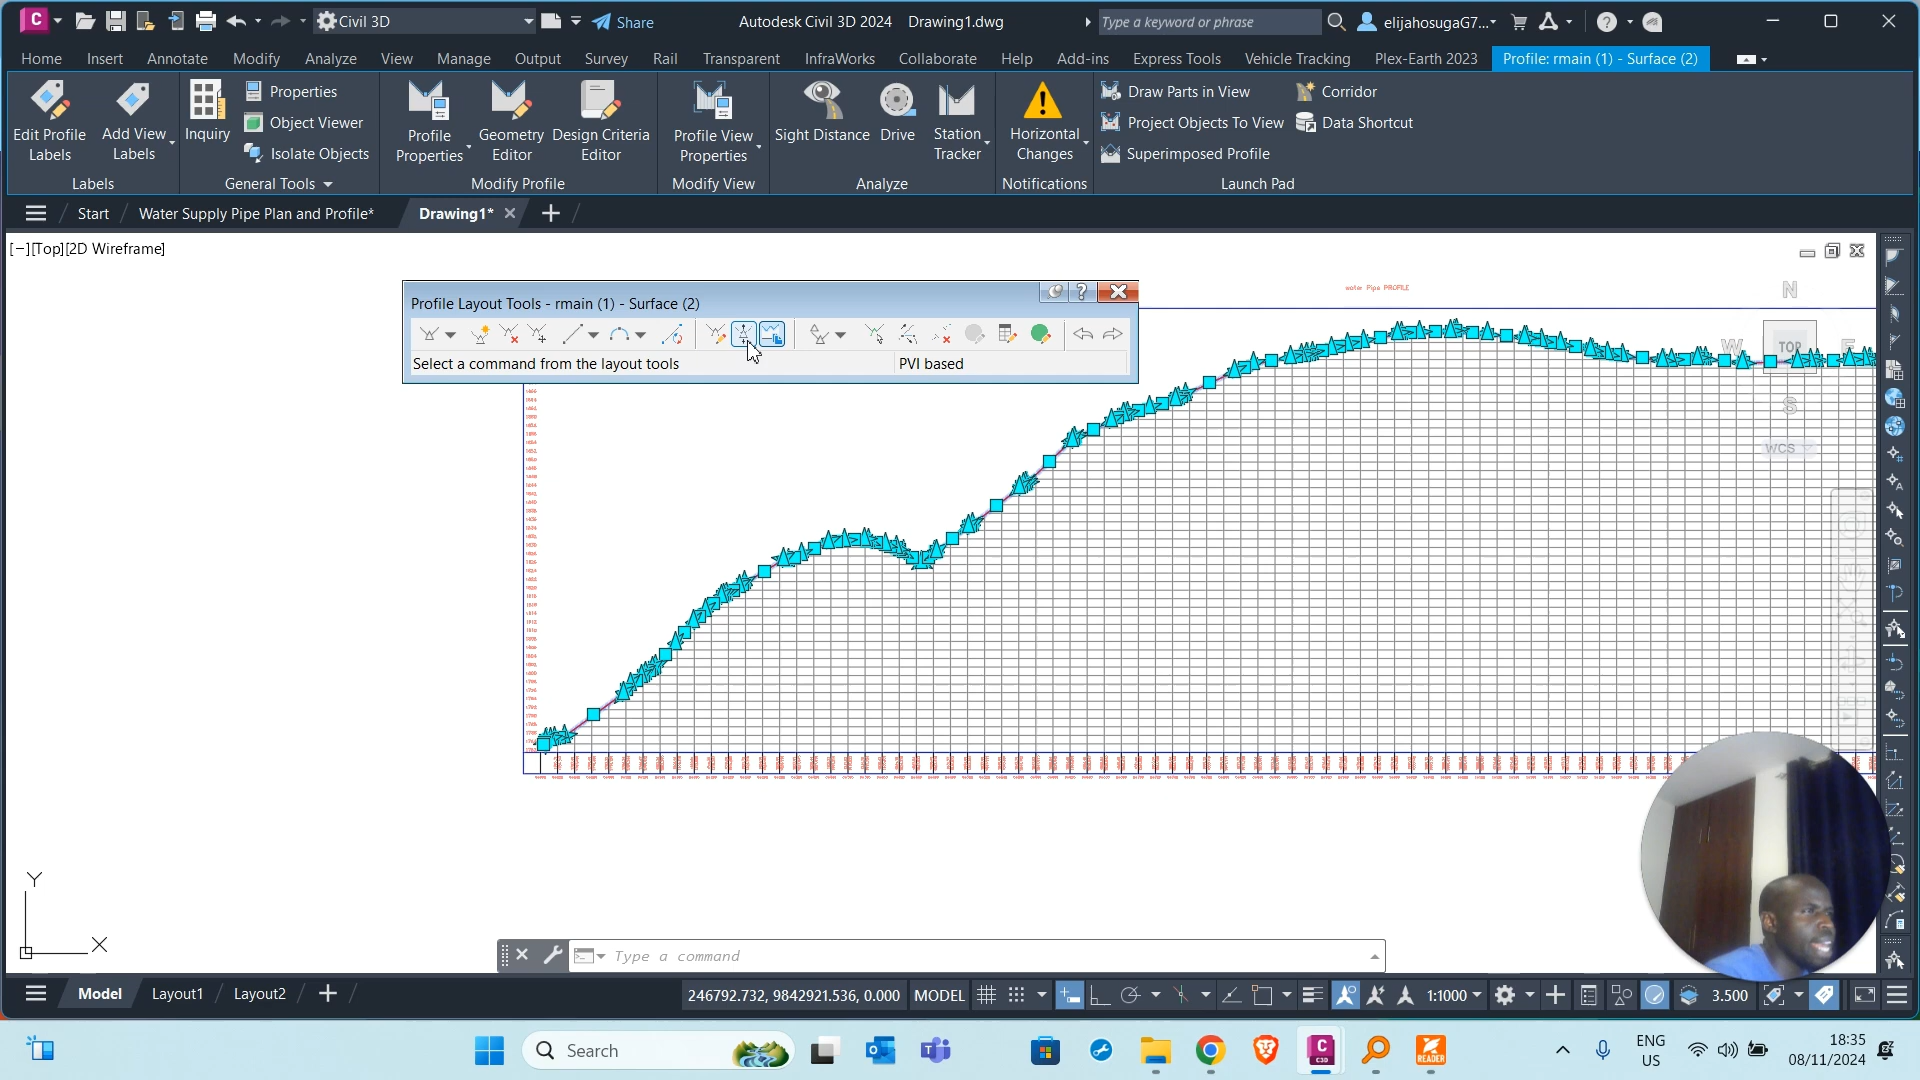 Civil 3D
Share
Autodesk Civil 3D 2024 Drawing1.dwg
Type a keyword or phrase
elijahosugaG7...
Home Insert Annotate Modify Analyze View Manage Output Survey Rail Transparent InfraWorks Collaborate Help Add-ins Express Tools Vehicle Tracking Plex-Earth 2023 Profile: rmain (1) - Surface (2)
Edit Profile Labels
Add View Labels
Labels
Inquiry
Properties
Object Viewer
Isolate Objects
General Tools
Profile Properties
Geometry Editor
Design Criteria Editor
Modify Profile
Profile View Properties
Modify View
Sight Distance
Drive
Station Tracker
Analyze
Horizontal Changes
Notifications
Draw Parts in View
Project Objects To View
Superimposed Profile
Corridor
Data Shortcut
Launch Pad
Start
Water Supply Pipe Plan and Profile*
Drawing1*
[−][Top][2D Wireframe]
Profile Layout Tools - rmain (1) - Surface (2)
Select a command from the layout tools
PVI based
water Pipe PROFILE
N
W
TOP
E
S
WCS
Y
X
Type a command
Model
Layout1
Layout2
246792.732, 9842921.536, 0.000
MODEL
1:1000
3.500
Search
READER
ENG
US
18:35
08/11/2024